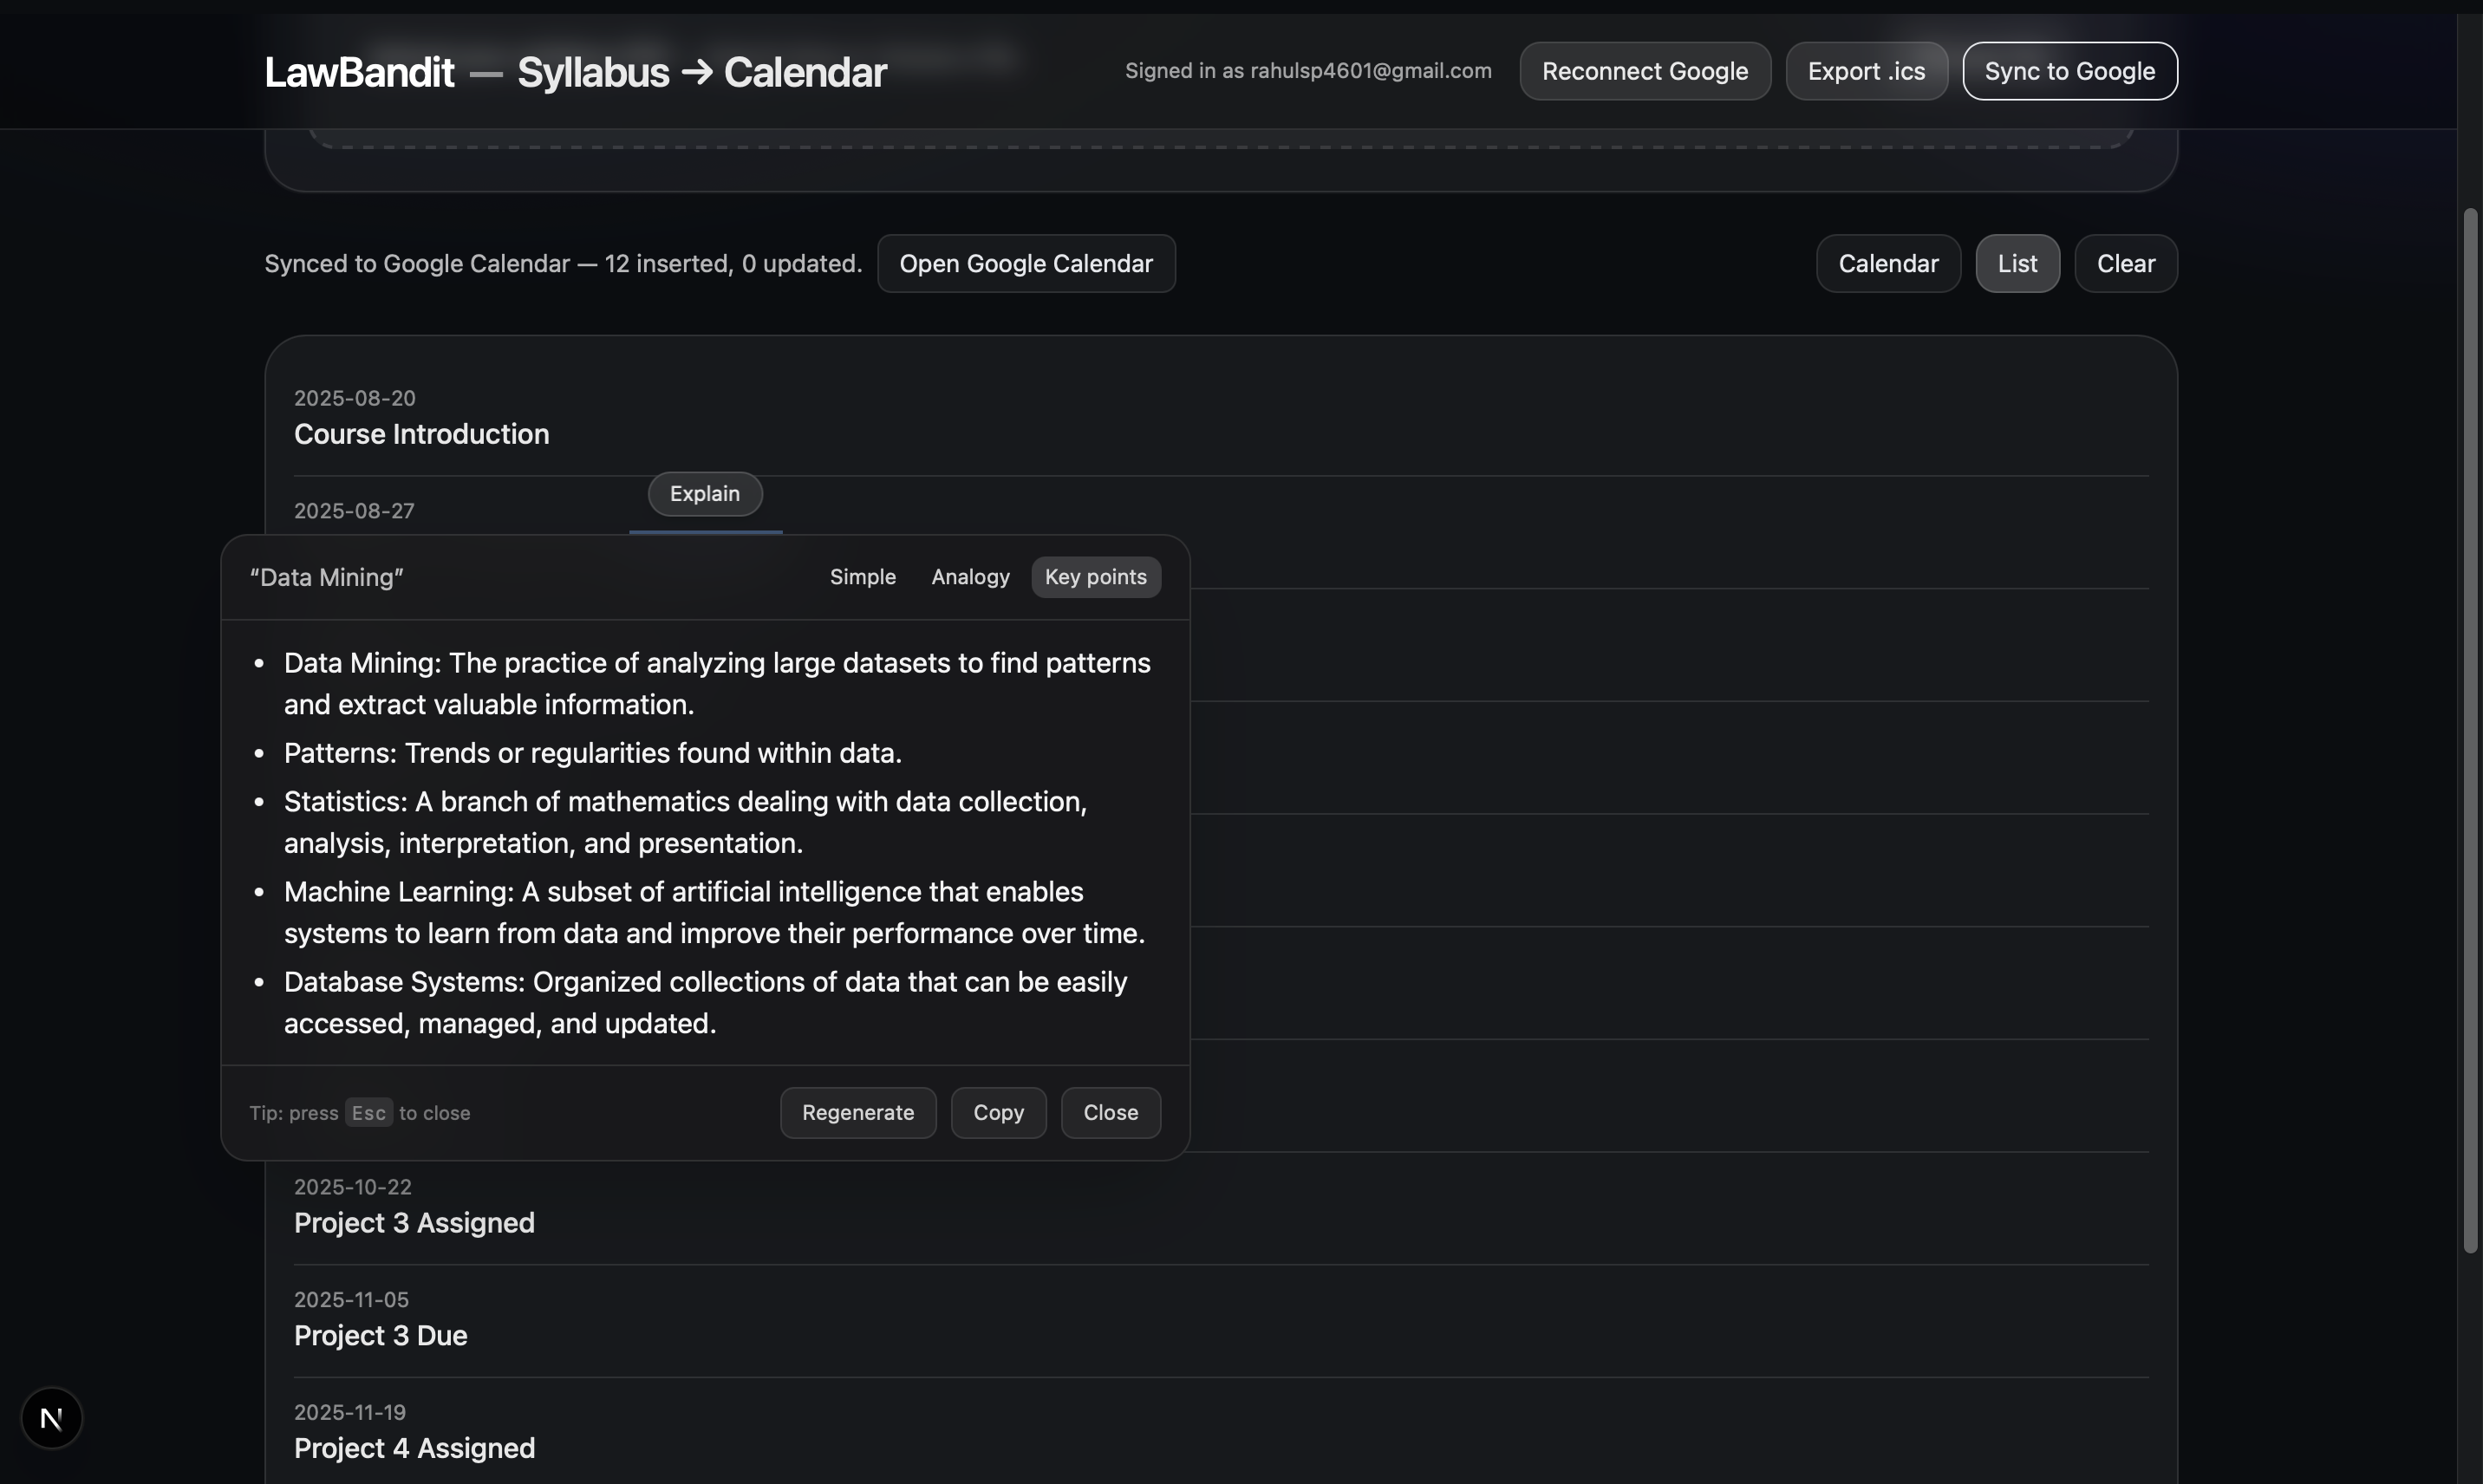 LawBandit — Syllabus → Calendar
Signed in as rahulsp4601@gmail.com
Reconnect Google
Export .ics
Sync to Google
Synced to Google Calendar — 12 inserted, 0 updated.
Open Google Calendar
Calendar
List
Clear
2025-08-20
Course Introduction
Explain
2025-08-27
“Data Mining”
Simple
Analogy
Key points
• Data Mining: The practice of analyzing large datasets to find patterns
and extract valuable information.
• Patterns: Trends or regularities found within data.
• Statistics: A branch of mathematics dealing with data collection,
analysis, interpretation, and presentation.
• Machine Learning: A subset of artificial intelligence that enables
systems to learn from data and improve their performance over time.
• Database Systems: Organized collections of data that can be easily
accessed, managed, and updated.
Tip: press Esc to close
Regenerate
Copy
Close
2025-10-22
Project 3 Assigned
2025-11-05
Project 3 Due
2025-11-19
Project 4 Assigned
N